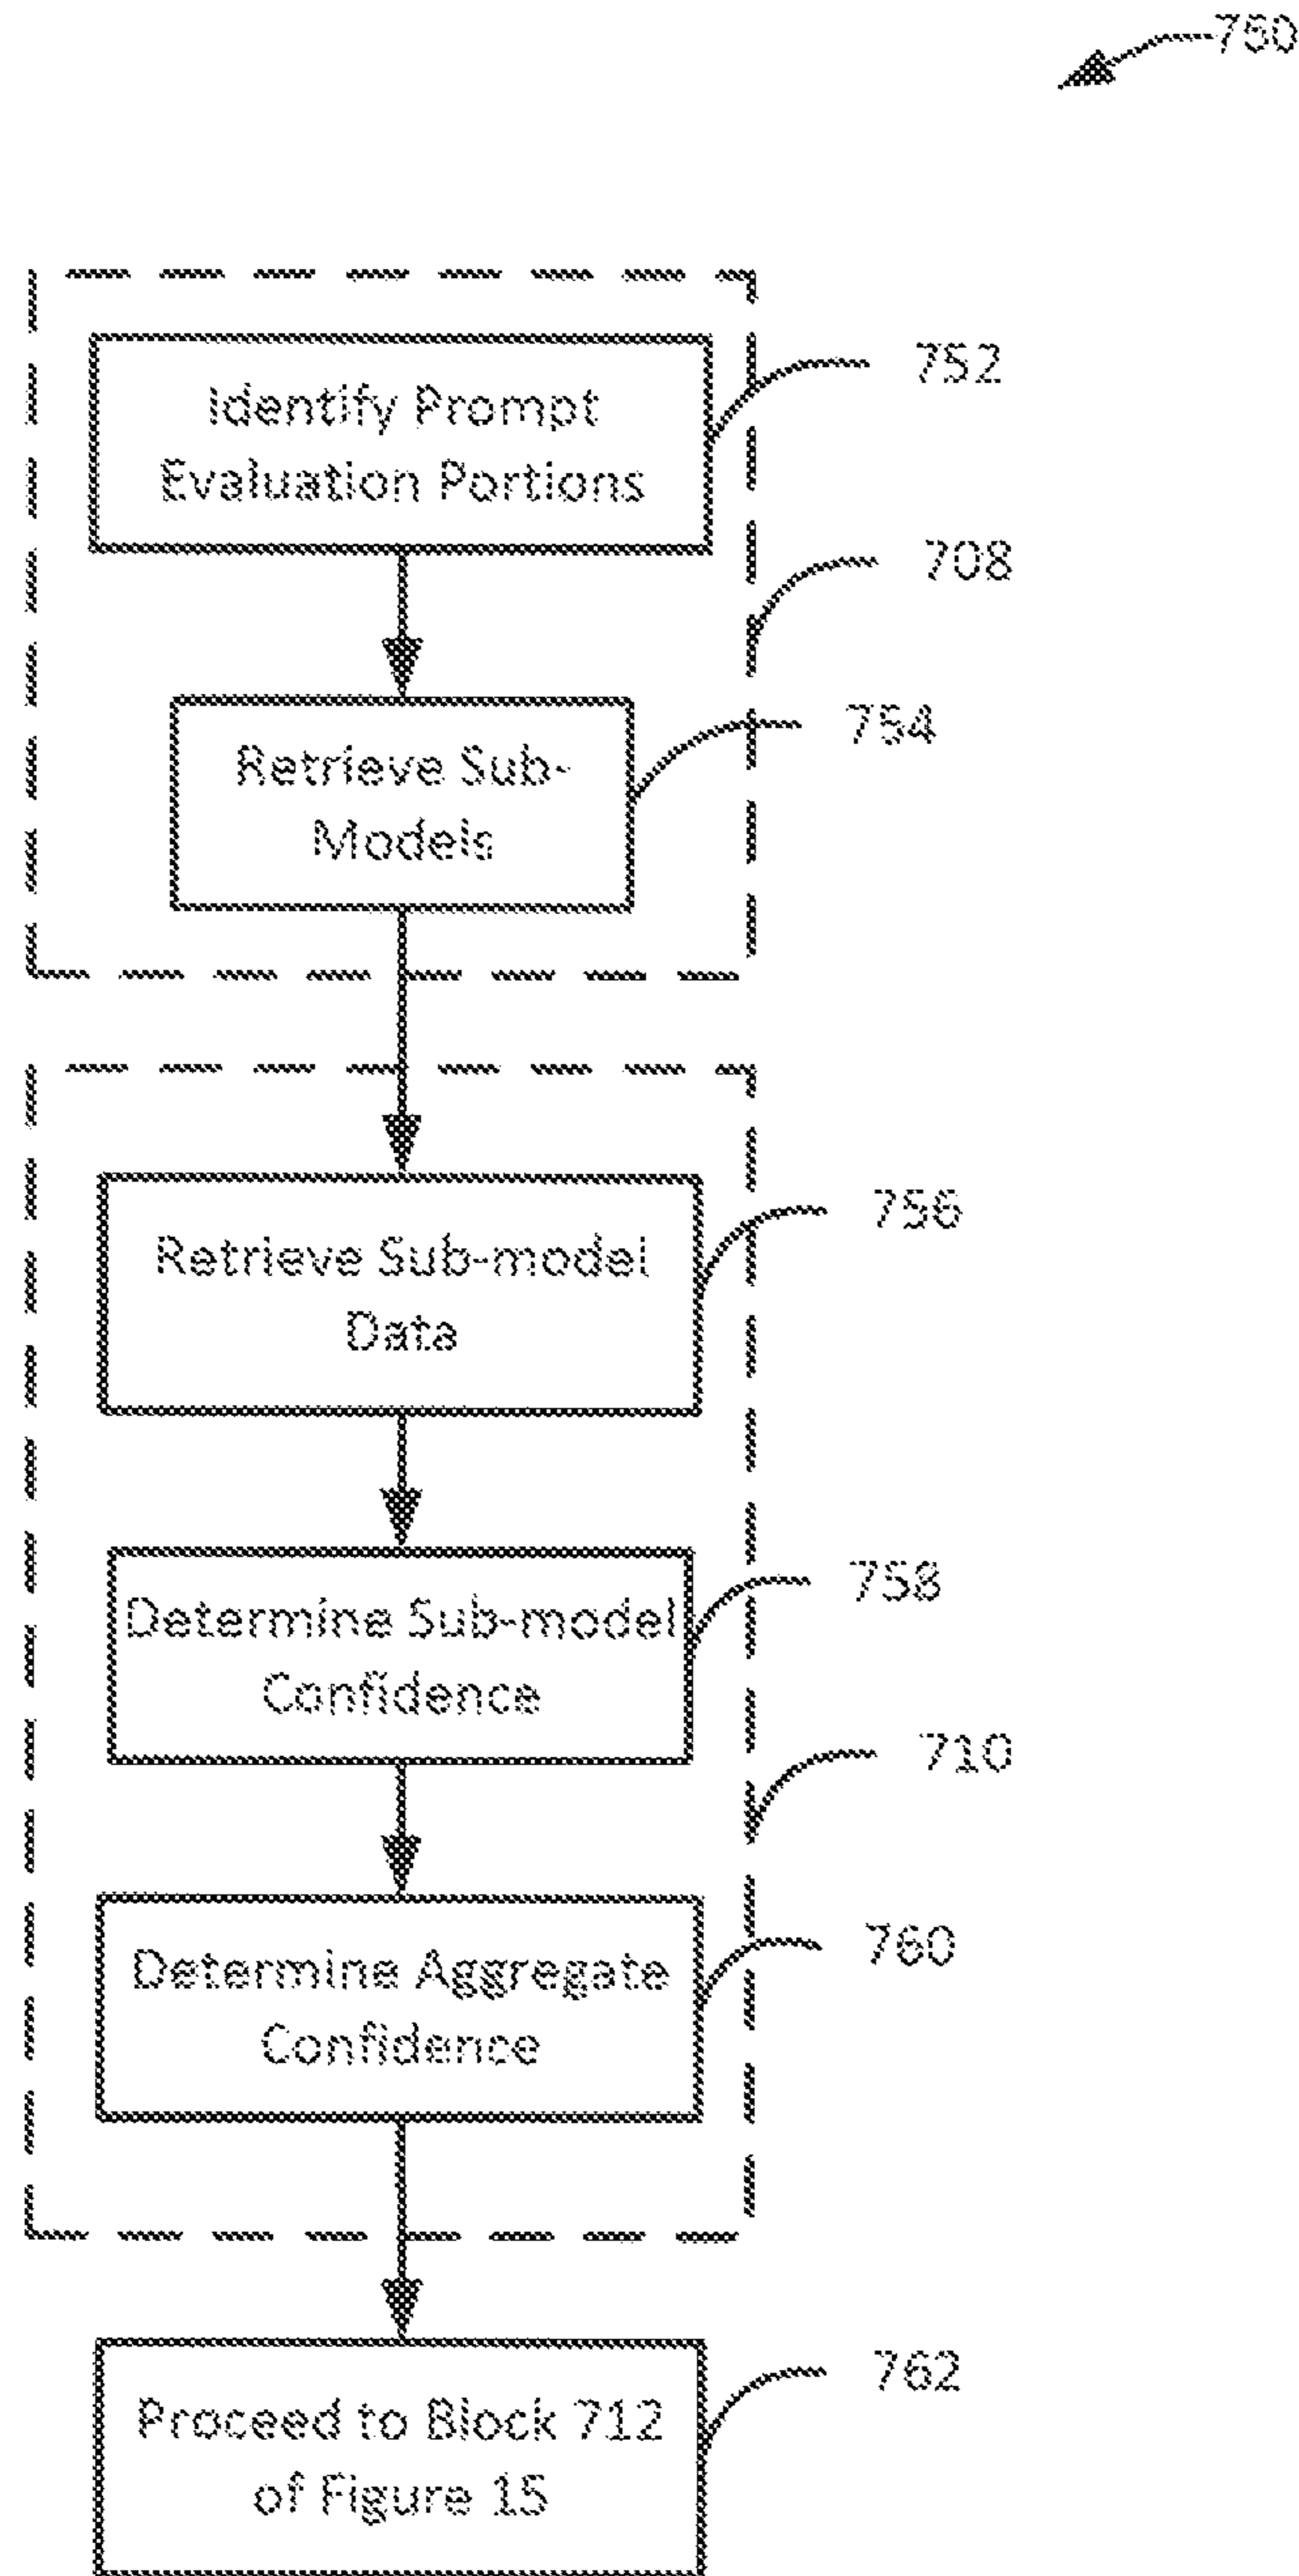 750
Identify Prompt
Evaluation Portions
752
708
Retrieve Sub-
Models
754
Retrieve Sub-model
Data
756
Determine Sub-model
Confidence
758
710
Determine Aggregate
Confidence
760
Proceed to Block 712
of Figure 15
762